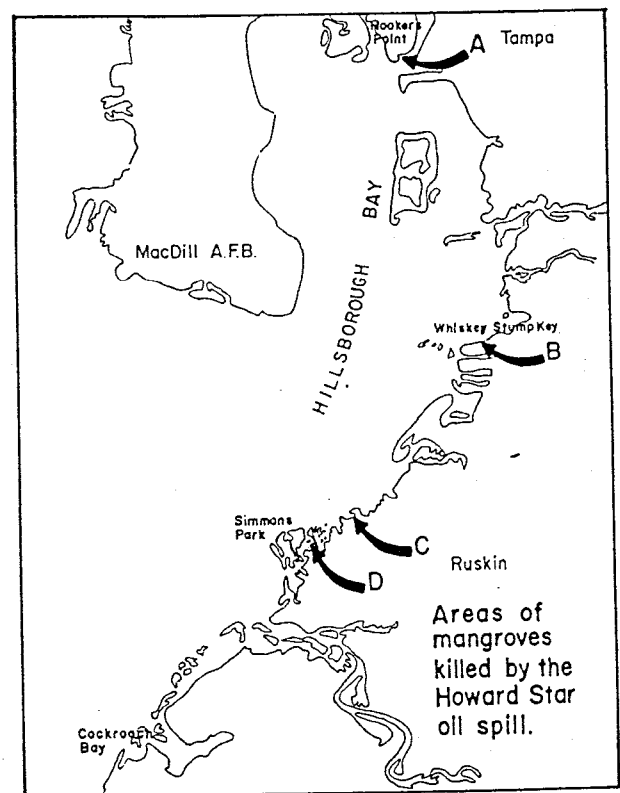 Hooker's
Point
A
Tampa
BAY
MacDill A.F.B.
HILLSBOROUGH
Whiskey Stump Key
B
Simmons
Park
C
D
Ruskin
Areas of
mangroves
killed by the
Howard Star
oil spill.
Cockroach
Bay